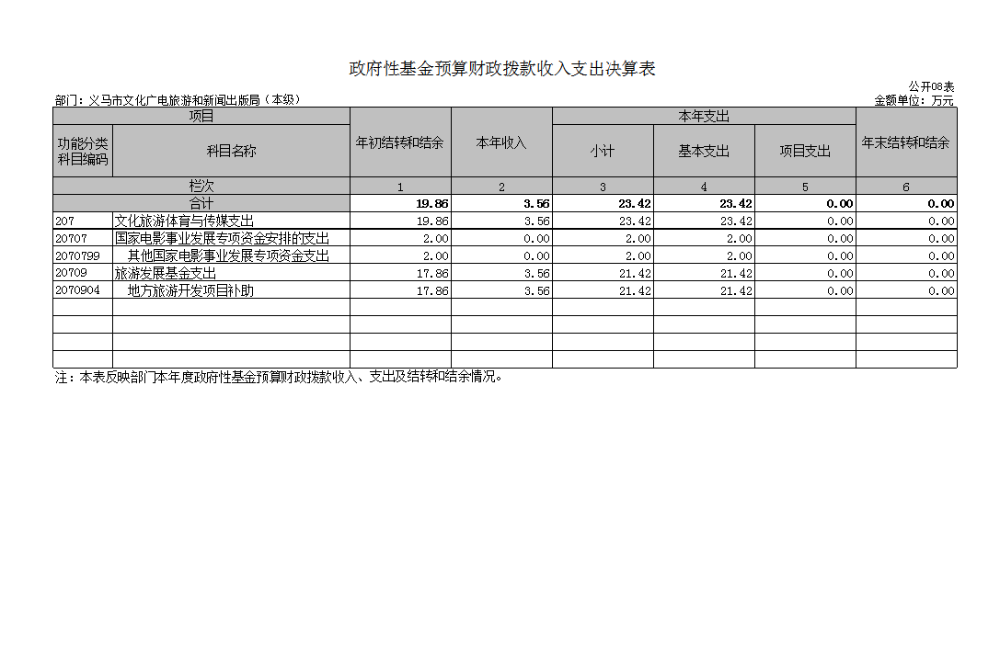 政府性基金预算财政拨款收入支出决算表
公开08表
部门：义马市文化广电旅游和新闻出版局（本级） 金额单位：万元
项目 年初结转和结余 本年收入 本年支出 年末结转和结余
功能分类科目编码 科目名称 小计 基本支出 项目支出
栏次 1 2 3 4 5 6
合计 19.86 3.56 23.42 23.42 0.00 0.00
207 文化旅游体育与传媒支出 19.86 3.56 23.42 23.42 0.00 0.00
20707 国家电影事业发展专项资金安排的支出 2.00 0.00 2.00 2.00 0.00 0.00
2070799 其他国家电影事业发展专项资金支出 2.00 0.00 2.00 2.00 0.00 0.00
20709 旅游发展基金支出 17.86 3.56 21.42 21.42 0.00 0.00
2070904 地方旅游开发项目补助 17.86 3.56 21.42 21.42 0.00 0.00
注：本表反映部门本年度政府性基金预算财政拨款收入、支出及结转和结余情况。